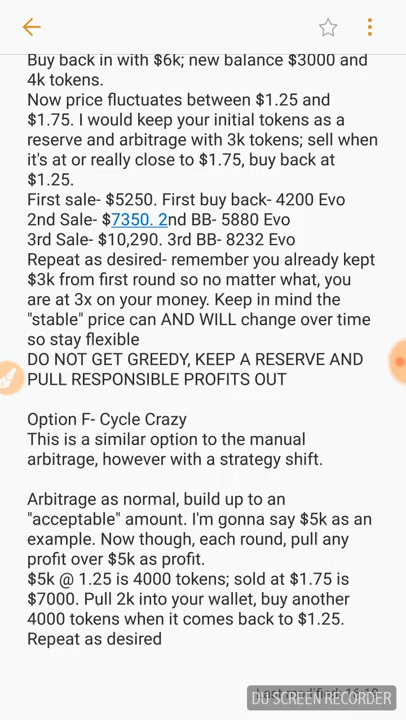 Buy back in with $6k; new balance $3000 and
4k tokens.
Now price fluctuates between $1.25 and
$1.75. I would keep your initial tokens as a
reserve and arbitrage with 3k tokens; sell when
it's at or really close to $1.75, buy back at
$1.25.
First sale- $5250. First buy back- 4200 Evo
2nd Sale- $7350. 2nd BB- 5880 Evo
3rd Sale- $10,290. 3rd BB- 8232 Evo
Repeat as desired- remember you already kept
$3k from first round so no matter what, you
are at 3x on your money. Keep in mind the
"stable" price can AND WILL change over time
so stay flexible
DO NOT GET GREEDY, KEEP A RESERVE AND
PULL RESPONSIBLE PROFITS OUT
Option F- Cycle Crazy
This is a similar option to the manual
arbitrage, however with a strategy shift.
Arbitrage as normal, build up to an
"acceptable" amount. I'm gonna say $5k as an
example. Now though, each round, pull any
profit over $5k as profit.
$5k @ 1.25 is 4000 tokens; sold at $1.75 is
$7000. Pull 2k into your wallet, buy another
4000 tokens when it comes back to $1.25.
Repeat as desired
DU SCREEN RECORDER